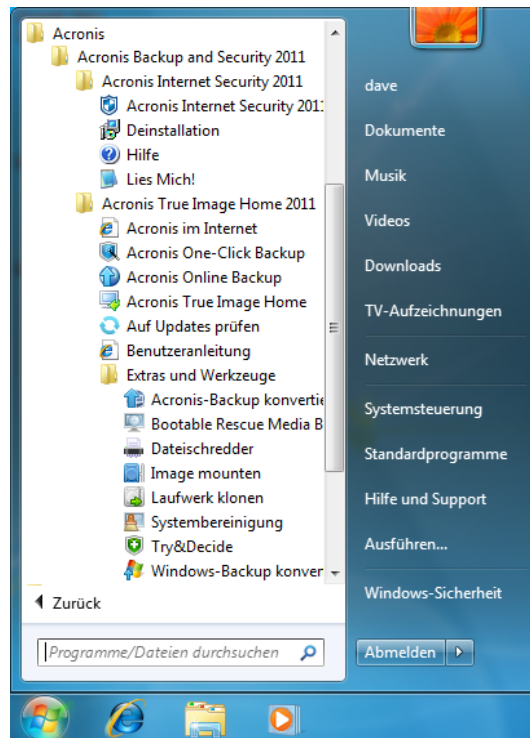 Acronis
Acronis Backup and Security 2011
Acronis Internet Security 2011
Acronis Internet Security 201
Deinstallation
Hilfe
Lies Mich!
Acronis True Image Home 2011
Acronis im Internet
Acronis One-Click Backup
Acronis Online Backup
Acronis True Image Home
Auf Updates prüfen
Benutzeranleitung
Extras und Werkzeuge
Acronis-Backup konvertie
Bootable Rescue Media B
Dateischredder
Image mounten
Laufwerk klonen
Systembereinigung
Try&Decide
Windows-Backup konver
Zurück
Programme/Dateien durchsuchen
dave
Dokumente
Musik
Videos
Downloads
TV-Aufzeichnungen
Netzwerk
Systemsteuerung
Standardprogramme
Hilfe und Support
Ausführen...
Windows-Sicherheit
Abmelden